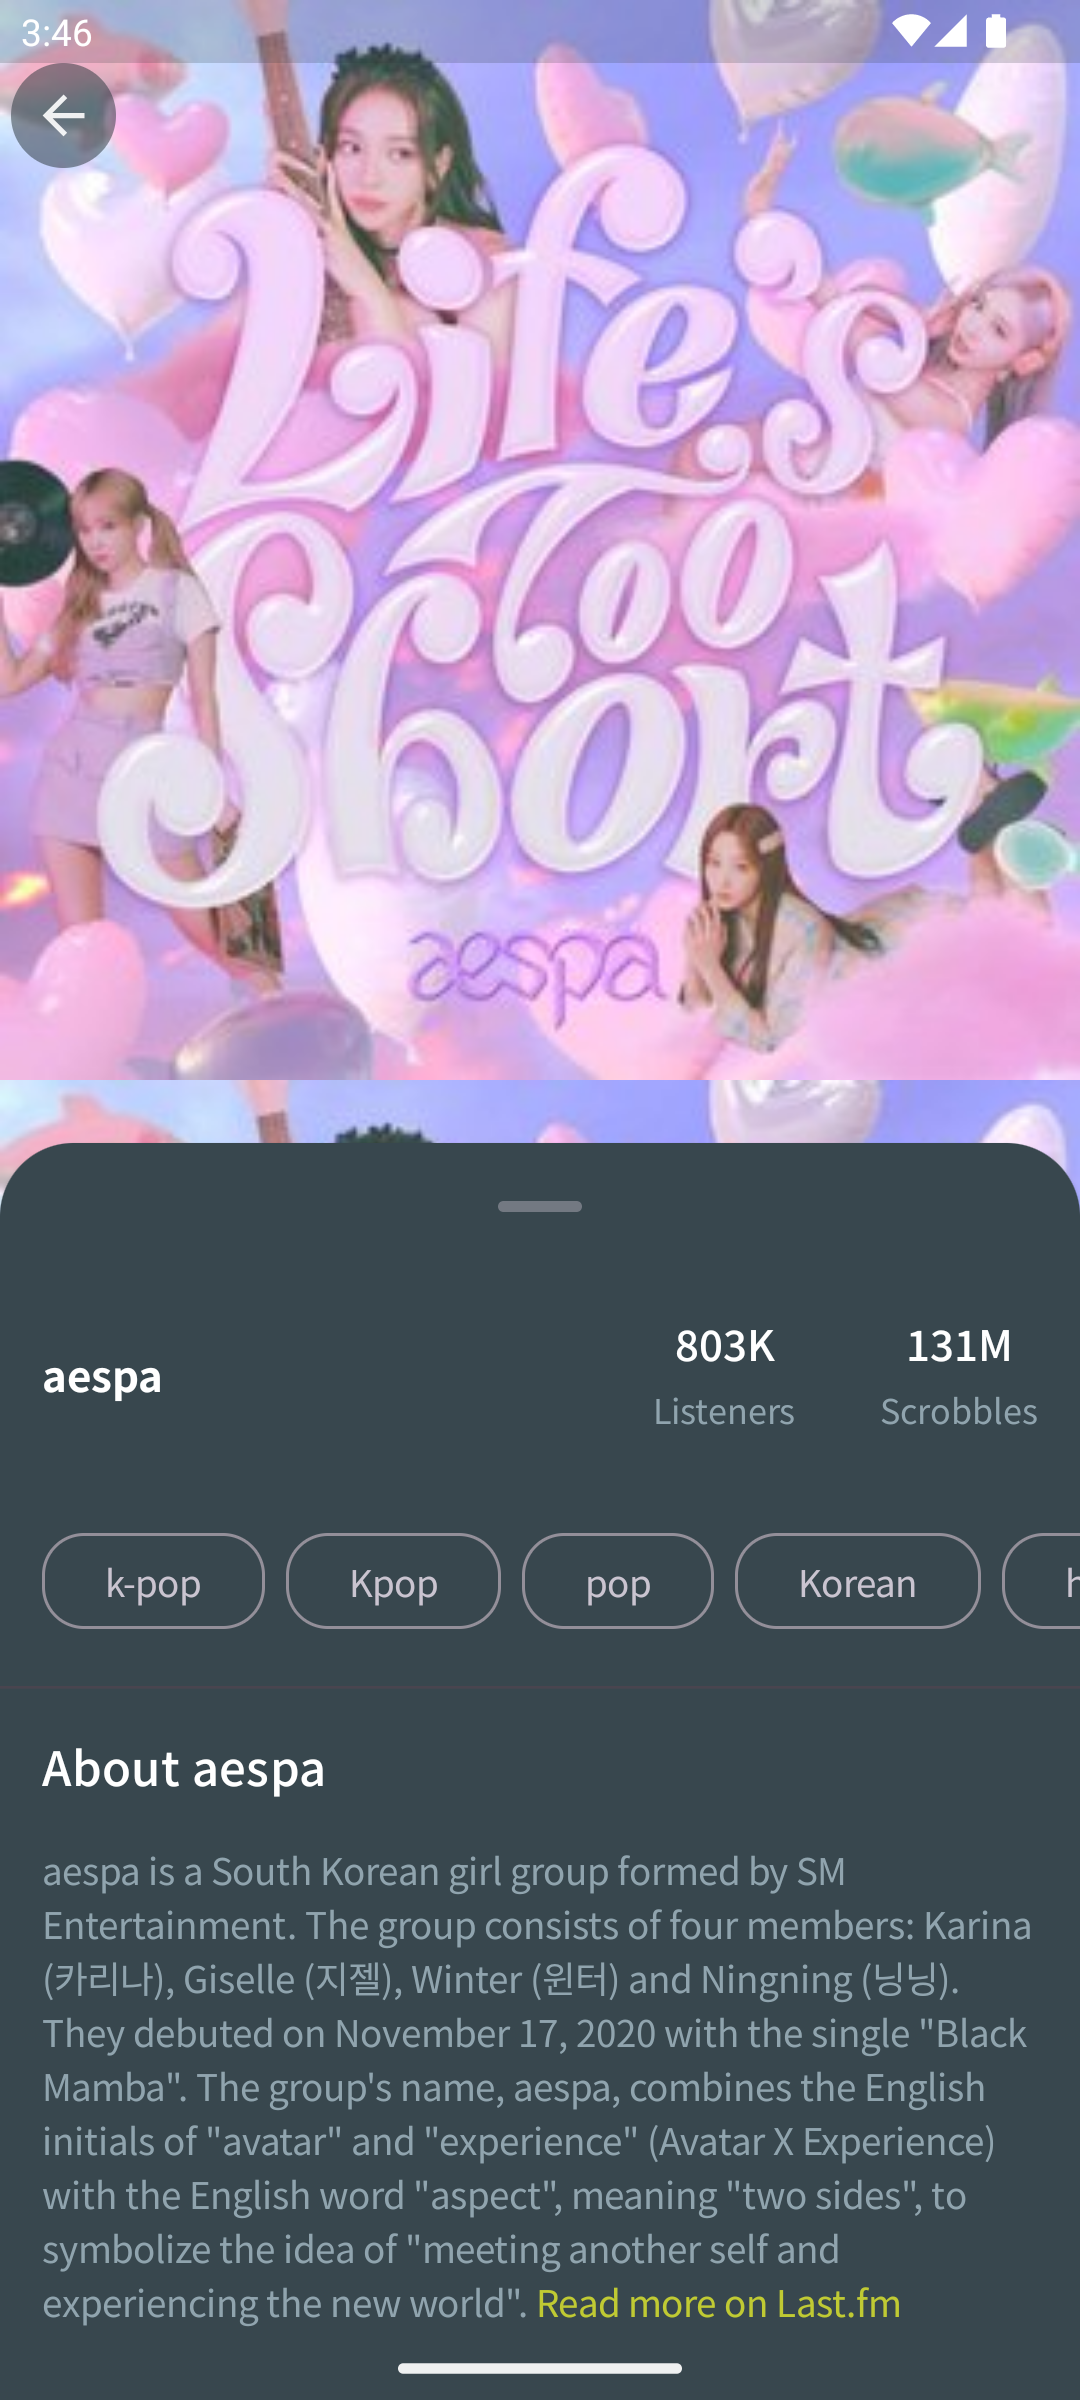 3:46
Life's
Too
Short
aespa
aespa
803K
Listeners
131M
Scrobbles
k-pop
Kpop
pop
Korean
About aespa
aespa is a South Korean girl group formed by SM
Entertainment. The group consists of four members: Karina
(카리나), Giselle (지젤), Winter (윈터) and Ningning (닝닝).
They debuted on November 17, 2020 with the single "Black
Mamba". The group's name, aespa, combines the English
initials of "avatar" and "experience" (Avatar X Experience)
with the English word "aspect", meaning "two sides", to
symbolize the idea of "meeting another self and
experiencing the new world". Read more on Last.fm